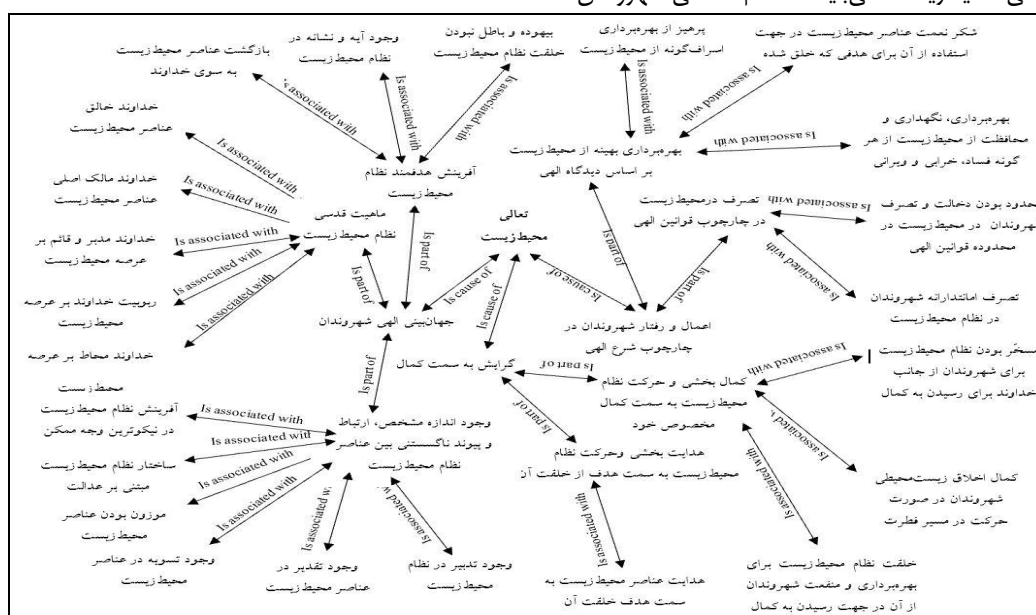 شکر نعمت عناصر محیط‌زیست در جهت
استفاده از آن برای هدفی که خلق شده
پرهیز از بهره‌برداری
اسراف‌گونه از محیط‌زیست
بیهوده و باطل نبودن
خلقت نظام محیط‌زیست
وجود آیه و نشانه در
نظام محیط‌زیست
بازگشت عناصر محیط‌زیست
به سوی خداوند
Is associated with
Is associated with
Is associated with
Is associated with
Is associated with
بهره‌برداری، نگهداری و
محافظت از محیط‌زیست از هر
گونه فساد، خرابی و ویرانی
Is associated with
بهره‌برداری بهینه از محیط‌زیست
بر اساس دیدگاه الهی
آفرینش هدفمند نظام
محیط‌زیست
خداوند خالق
عناصر محیط‌زیست
Is associated with
محدود بودن دخالت و تصرف
شهروندان در محیط‌زیست در
محدوده قوانین الهی
Is associated with
تصرف درمحیط‌زیست
در چارچوب قوانین الهی
تعالی
محیط‌زیست
ماهیت قدسی
نظام محیط‌زیست
خداوند مالک اصلی
عناصر محیط‌زیست
Is associated with
خداوند مدبر و قائم بر
عرصه محیط‌زیست
Is associated with
ربوبیت خداوند بر عرصه
محیط‌زیست
Is associated with
خداوند محاط بر عرصه
محیط‌زیست
Is associated with
تصرف امانتدارانه شهروندان
در نظام محیط‌زیست
Is associated with
Is part of
Is part of
Is cause of
Is cause of
Is cause of
Is part of
Is part of
اعمال و رفتار شهروندان در
چارچوب شرع الهی
جهان‌بینی الهی شهروندان
گرایش به سمت کمال
Is part of
Is part of
Is part of
مسخّر بودن نظام محیط‌زیست
برای شهروندان از جانب
خداوند برای رسیدن به کمال
Is associated with
کمال بخشی و حرکت نظام
محیط‌زیست به سمت کمال
مخصوص خود
وجود اندازه مشخص، ارتباط
و پیوند ناگسستنی بین عناصر
نظام محیط‌زیست
آفرینش نظام محیط‌زیست
در نیکوترین وجه ممکن
Is associated with
ساختار نظام محیط‌زیست
مبتنی بر عدالت
Is associated with
موزون بودن عناصر
محیط‌زیست
Is associated with
وجود تسویه در عناصر
محیط‌زیست
Is associated with
هدایت بخشی وحرکت نظام
محیط‌زیست به سمت هدف از خلقت آن
کمال اخلاق زیست‌محیطی
شهروندان در صورت
حرکت در مسیر فطرت
Is associated
Is associated with
Is associated with
Is associated with
Is associated w
خلقت نظام محیط‌زیست برای
بهره‌برداری و منفعت شهروندان
از آن در جهت رسیدن به کمال
هدایت عناصر محیط‌زیست به
سمت هدف خلقت آن
وجود تدبیر در نظام
محیط‌زیست
وجود تقدیر در
عناصر محیط‌زیست